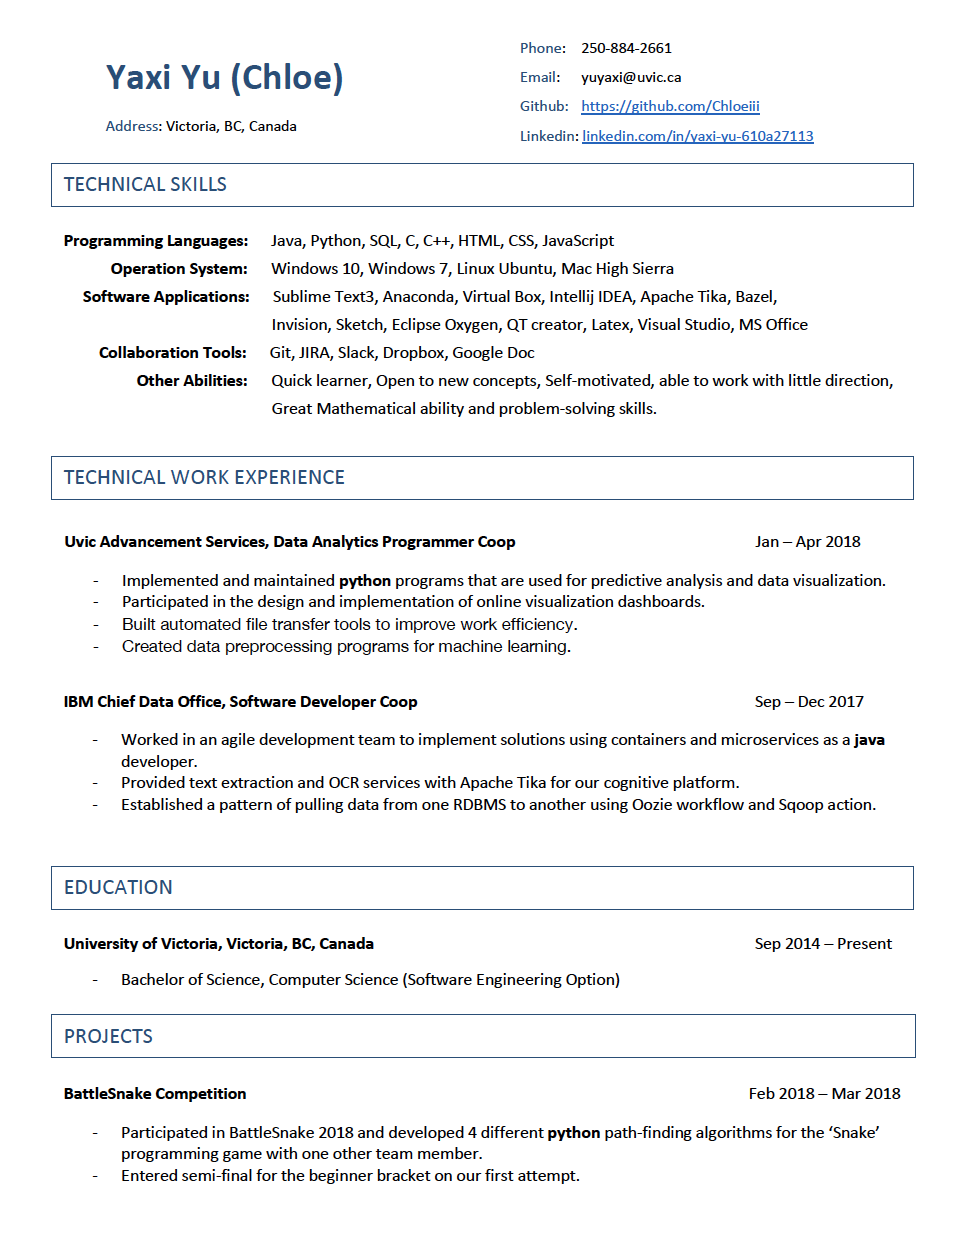 Yaxi Yu (Chloe)
Address: Victoria, BC, Canada
Phone: 250-884-2661
Email: yuyaxi@uvic.ca
Github: https://github.com/Chloeiii
Linkedin: linkedin.com/in/yaxi-yu-610a27113
TECHNICAL SKILLS
Programming Languages: Java, Python, SQL, C, C++, HTML, CSS, JavaScript
Operation System: Windows 10, Windows 7, Linux Ubuntu, Mac High Sierra
Software Applications: Sublime Text3, Anaconda, Virtual Box, Intellij IDEA, Apache Tika, Bazel,
Invision, Sketch, Eclipse Oxygen, QT creator, Latex, Visual Studio, MS Office
Collaboration Tools: Git, JIRA, Slack, Dropbox, Google Doc
Other Abilities: Quick learner, Open to new concepts, Self-motivated, able to work with little direction,
Great Mathematical ability and problem-solving skills.
TECHNICAL WORK EXPERIENCE
Uvic Advancement Services, Data Analytics Programmer Coop Jan – Apr 2018
- Implemented and maintained python programs that are used for predictive analysis and data visualization.
- Participated in the design and implementation of online visualization dashboards.
- Built automated file transfer tools to improve work efficiency.
- Created data preprocessing programs for machine learning.
IBM Chief Data Office, Software Developer Coop Sep – Dec 2017
- Worked in an agile development team to implement solutions using containers and microservices as a java
developer.
- Provided text extraction and OCR services with Apache Tika for our cognitive platform.
- Established a pattern of pulling data from one RDBMS to another using Oozie workflow and Sqoop action.
EDUCATION
University of Victoria, Victoria, BC, Canada Sep 2014 – Present
- Bachelor of Science, Computer Science (Software Engineering Option)
PROJECTS
BattleSnake Competition Feb 2018 – Mar 2018
- Participated in BattleSnake 2018 and developed 4 different python path-finding algorithms for the ‘Snake’
programming game with one other team member.
- Entered semi-final for the beginner bracket on our first attempt.